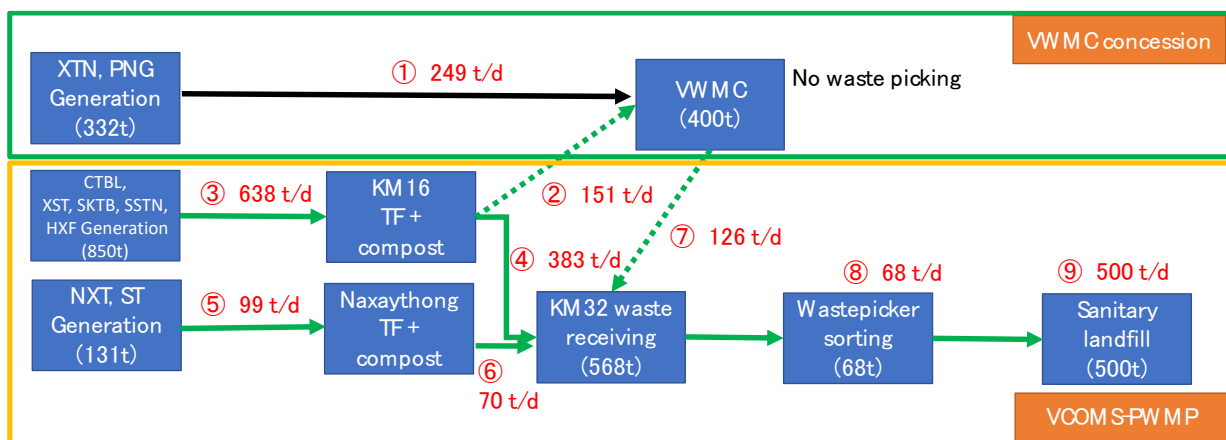 VWMC concession
XTN, PNG
Generation
(332t)
① 249 t/d
VWMC
(400t)
No waste picking
CTBL,
XST, SKTB, SSTN,
HXF Generation
(850t)
③ 638 t/d
KM16
TF +
compost
② 151 t/d
⑦ 126 t/d
④ 383 t/d
NXT, ST
Generation
(131t)
⑤ 99 t/d
Naxaythong
TF +
compost
⑥
70 t/d
KM32 waste
receiving
(568t)
⑧ 68 t/d
Wastepicker
sorting
(68t)
⑨ 500 t/d
Sanitary
landfill
(500t)
VCOMS-PWMP